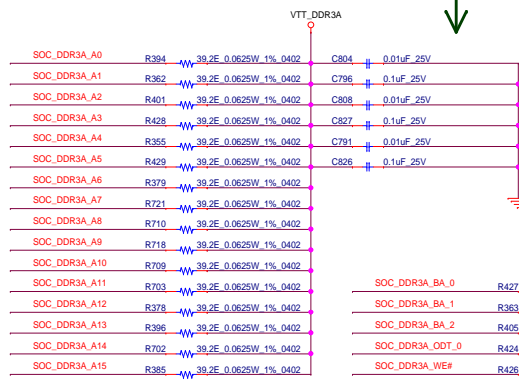 VTT_DDR3A
SOC_DDR3A_A0 R394 39.2E_0.0625W_1%_0402 C804 0.01uF_25V
SOC_DDR3A_A1 R362 39.2E_0.0625W_1%_0402 C796 0.1uF_25V
SOC_DDR3A_A2 R401 39.2E_0.0625W_1%_0402 C808 0.01uF_25V
SOC_DDR3A_A3 R428 39.2E_0.0625W_1%_0402 C827 0.1uF_25V
SOC_DDR3A_A4 R355 39.2E_0.0625W_1%_0402 C791 0.01uF_25V
SOC_DDR3A_A5 R429 39.2E_0.0625W_1%_0402 C826 0.1uF_25V
SOC_DDR3A_A6 R379 39.2E_0.0625W_1%_0402
SOC_DDR3A_A7 R721 39.2E_0.0625W_1%_0402
SOC_DDR3A_A8 R710 39.2E_0.0625W_1%_0402
SOC_DDR3A_A9 R718 39.2E_0.0625W_1%_0402
SOC_DDR3A_A10 R709 39.2E_0.0625W_1%_0402
SOC_DDR3A_A11 R703 39.2E_0.0625W_1%_0402 SOC_DDR3A_BA_0 R427
SOC_DDR3A_A12 R378 39.2E_0.0625W_1%_0402 SOC_DDR3A_BA_1 R363
SOC_DDR3A_A13 R396 39.2E_0.0625W_1%_0402 SOC_DDR3A_BA_2 R405
SOC_DDR3A_A14 R702 39.2E_0.0625W_1%_0402 SOC_DDR3A_ODT_0 R424
SOC_DDR3A_A15 R385 39.2E_0.0625W_1%_0402 SOC_DDR3A_WE# R426